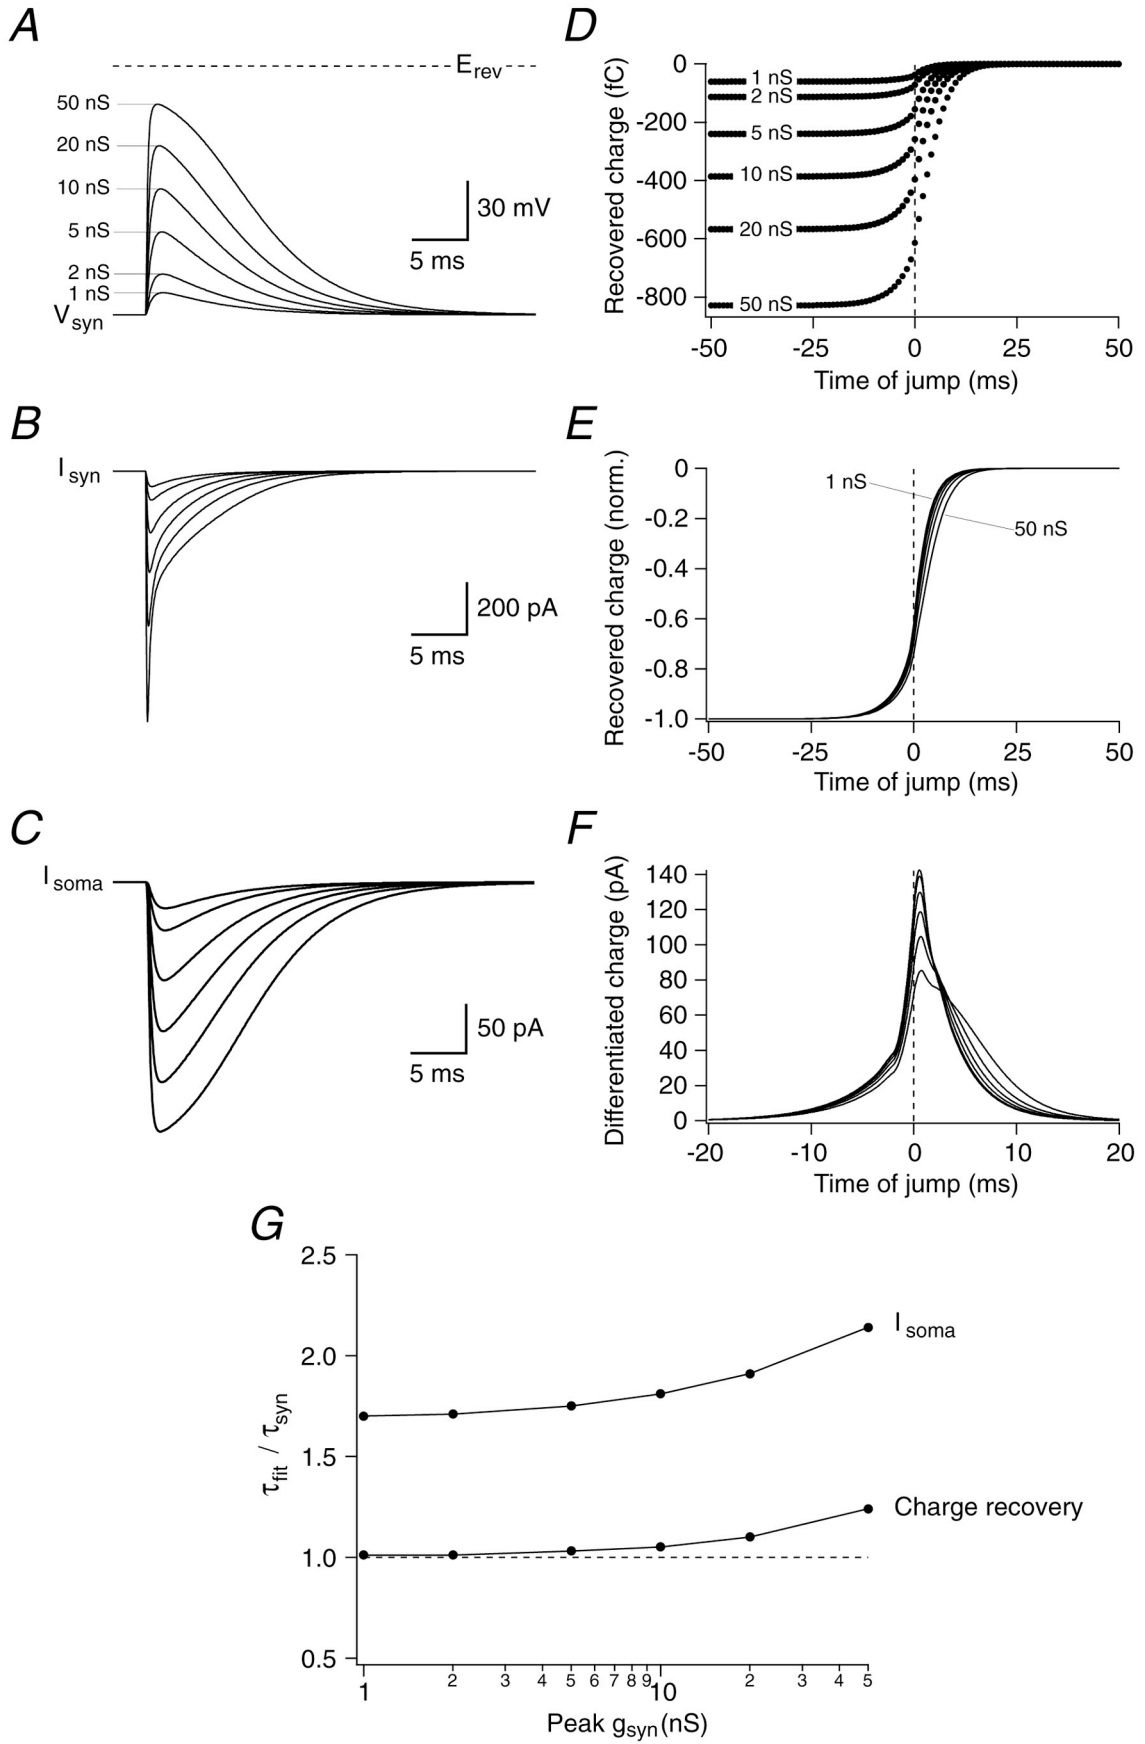 A
E rev
50 nS
20 nS
10 nS
5 nS
2 nS
1 nS
V syn
30 mV
5 ms
B
I syn
200 pA
5 ms
C
I soma
50 pA
5 ms
D
Recovered charge (fC)
0
-200
-400
-600
-800
1 nS
2 nS
5 nS
10 nS
20 nS
50 nS
-50 -25 0 25 50
Time of jump (ms)
E
Recovered charge (norm.)
0
-0.2
-0.4
-0.6
-0.8
-1.0
1 nS
50 nS
-50 -25 0 25 50
Time of jump (ms)
F
Differentiated charge (pA)
140
120
100
80
60
40
20
0
-20 -10 0 10 20
Time of jump (ms)
G
τfit / τsyn
2.5
2.0
1.5
1.0
0.5
I soma
Charge recovery
1 2 3 4 5 6 7 8 9 10 2 3 4 5
Peak gsyn (nS)